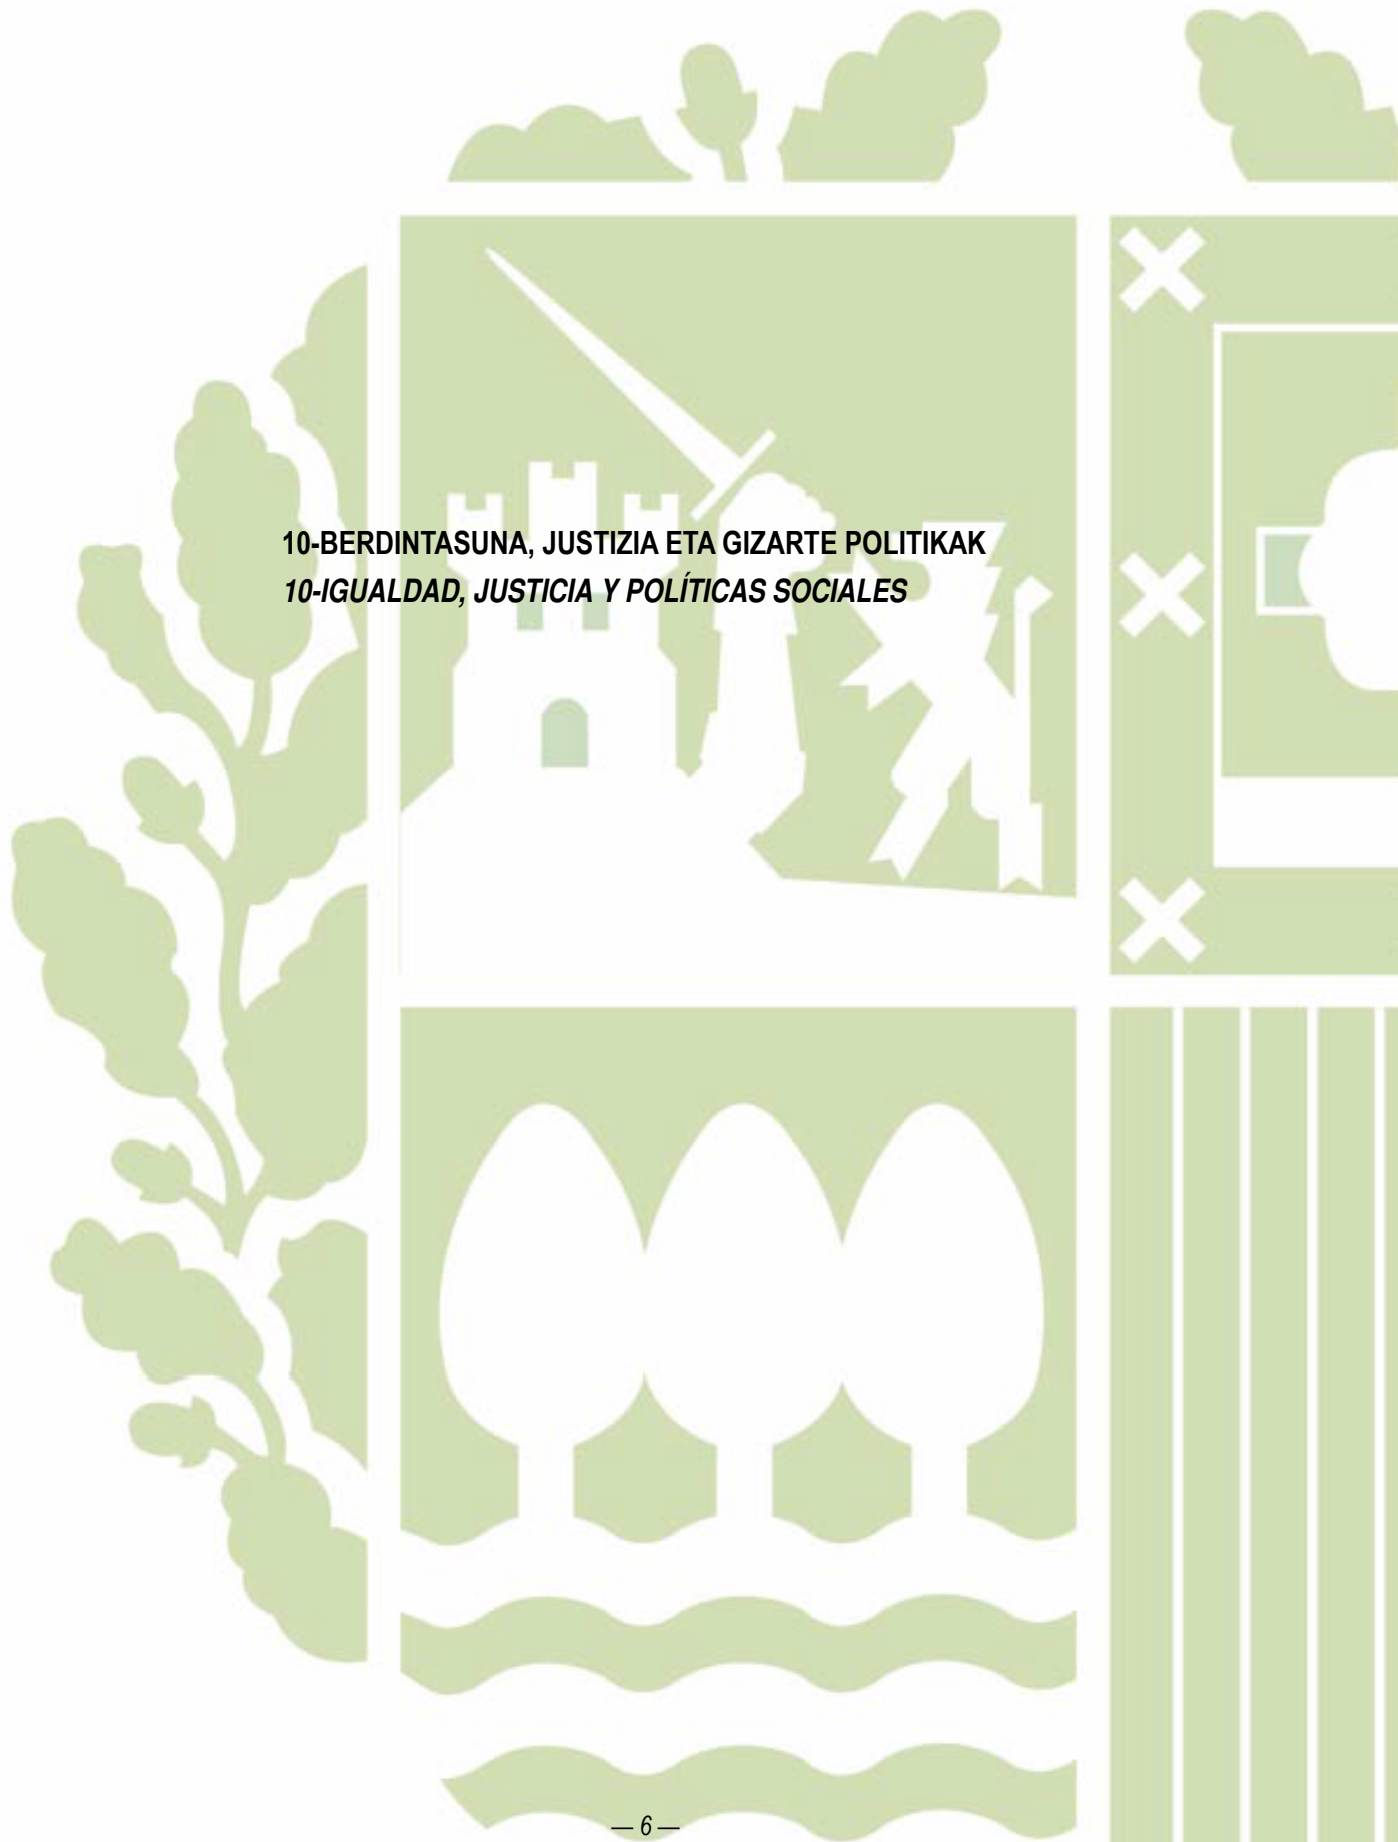 10-BERDINTASUNA, JUSTIZIA ETA GIZARTE POLITIKAK
10-IGUALDAD, JUSTICIA Y POLÍTICAS SOCIALES
— 6 —